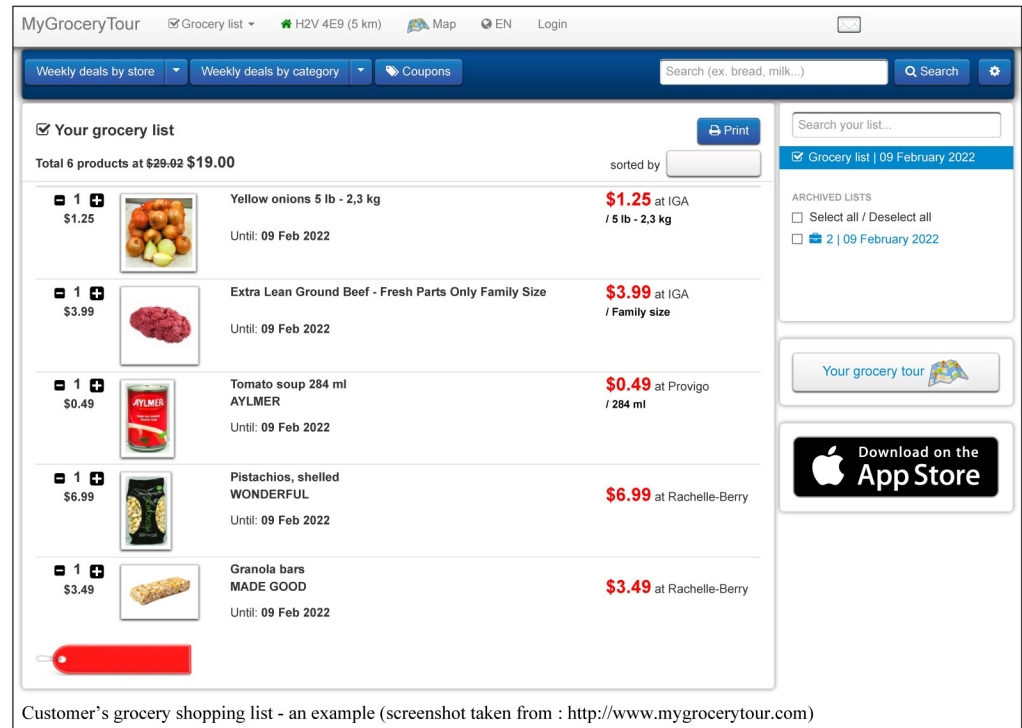 MyGroceryTour Grocery list H2V 4E9 (5 km) Map EN Login
Weekly deals by store Weekly deals by category Coupons Search (ex. bread, milk...) Search
Your grocery list Print
Total 6 products at $29.02 $19.00 sorted by
1 Yellow onions 5 lb - 2,3 kg $1.25 at IGA
$1.25 / 5 lb - 2,3 kg
Until: 09 Feb 2022
1 Extra Lean Ground Beef - Fresh Parts Only Family Size $3.99 at IGA
$3.99 / Family size
Until: 09 Feb 2022
1 Tomato soup 284 ml $0.49 at Provigo
$0.49 AYLMER / 284 ml
AYLMER
Until: 09 Feb 2022
1 Pistachios, shelled
$6.99 WONDERFUL $6.99 at Rachelle-Berry
PISTACHIOS
Until: 09 Feb 2022
1 Granola bars
$3.49 MADE GOOD $3.49 at Rachelle-Berry
Until: 09 Feb 2022
Search your list...
Grocery list | 09 February 2022
ARCHIVED LISTS
Select all / Deselect all
2 | 09 February 2022
Your grocery tour
Download on the
App Store
Customer's grocery shopping list - an example (screenshot taken from : http://www.mygrocerytour.com)